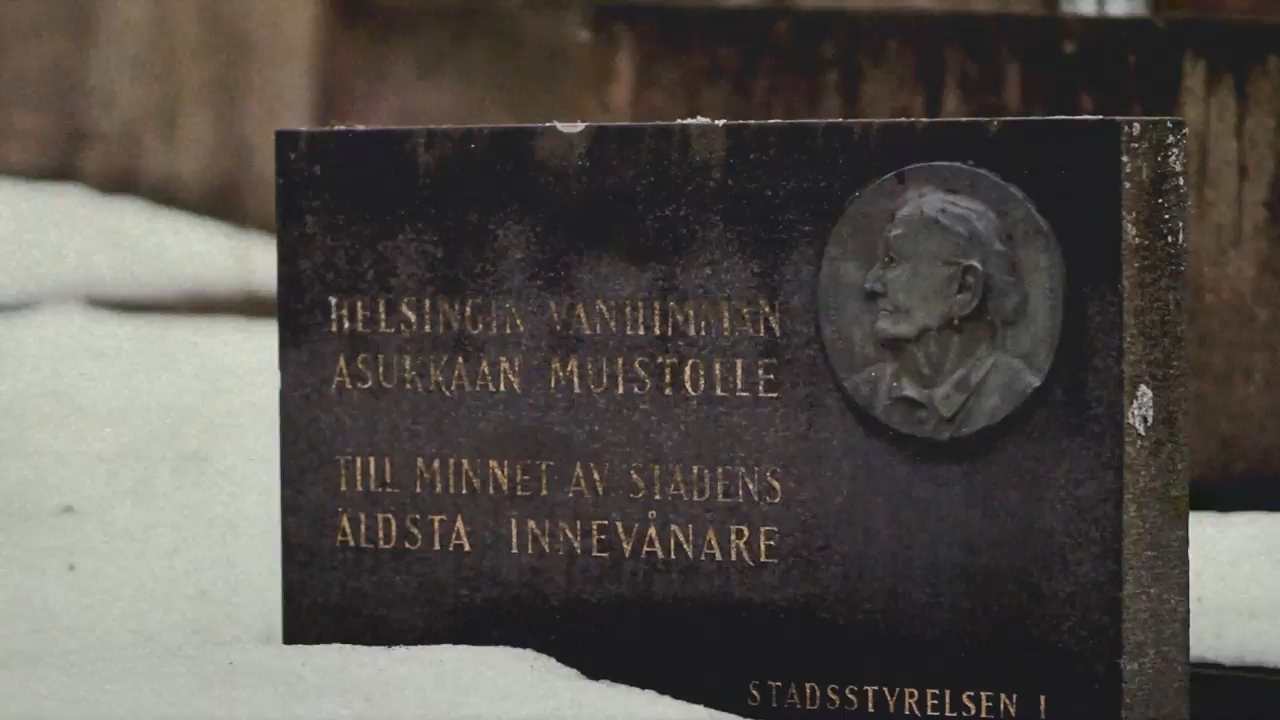 HELSINGIN VANHIMMAN
ASUKKAAN MUISTOLLE
TILL MINNET AV STADENS
ÄLDSTA INNEVÅNARE
STADSSTYRELSEN I